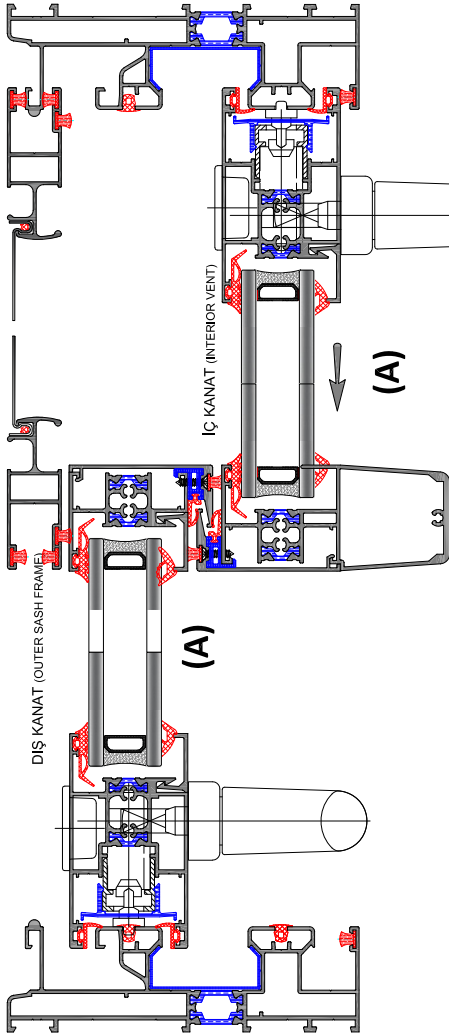 İÇ KANAT (INTERIOR VENT)
(A)
DIŞ KANAT (OUTER SASH FRAME)
(A)